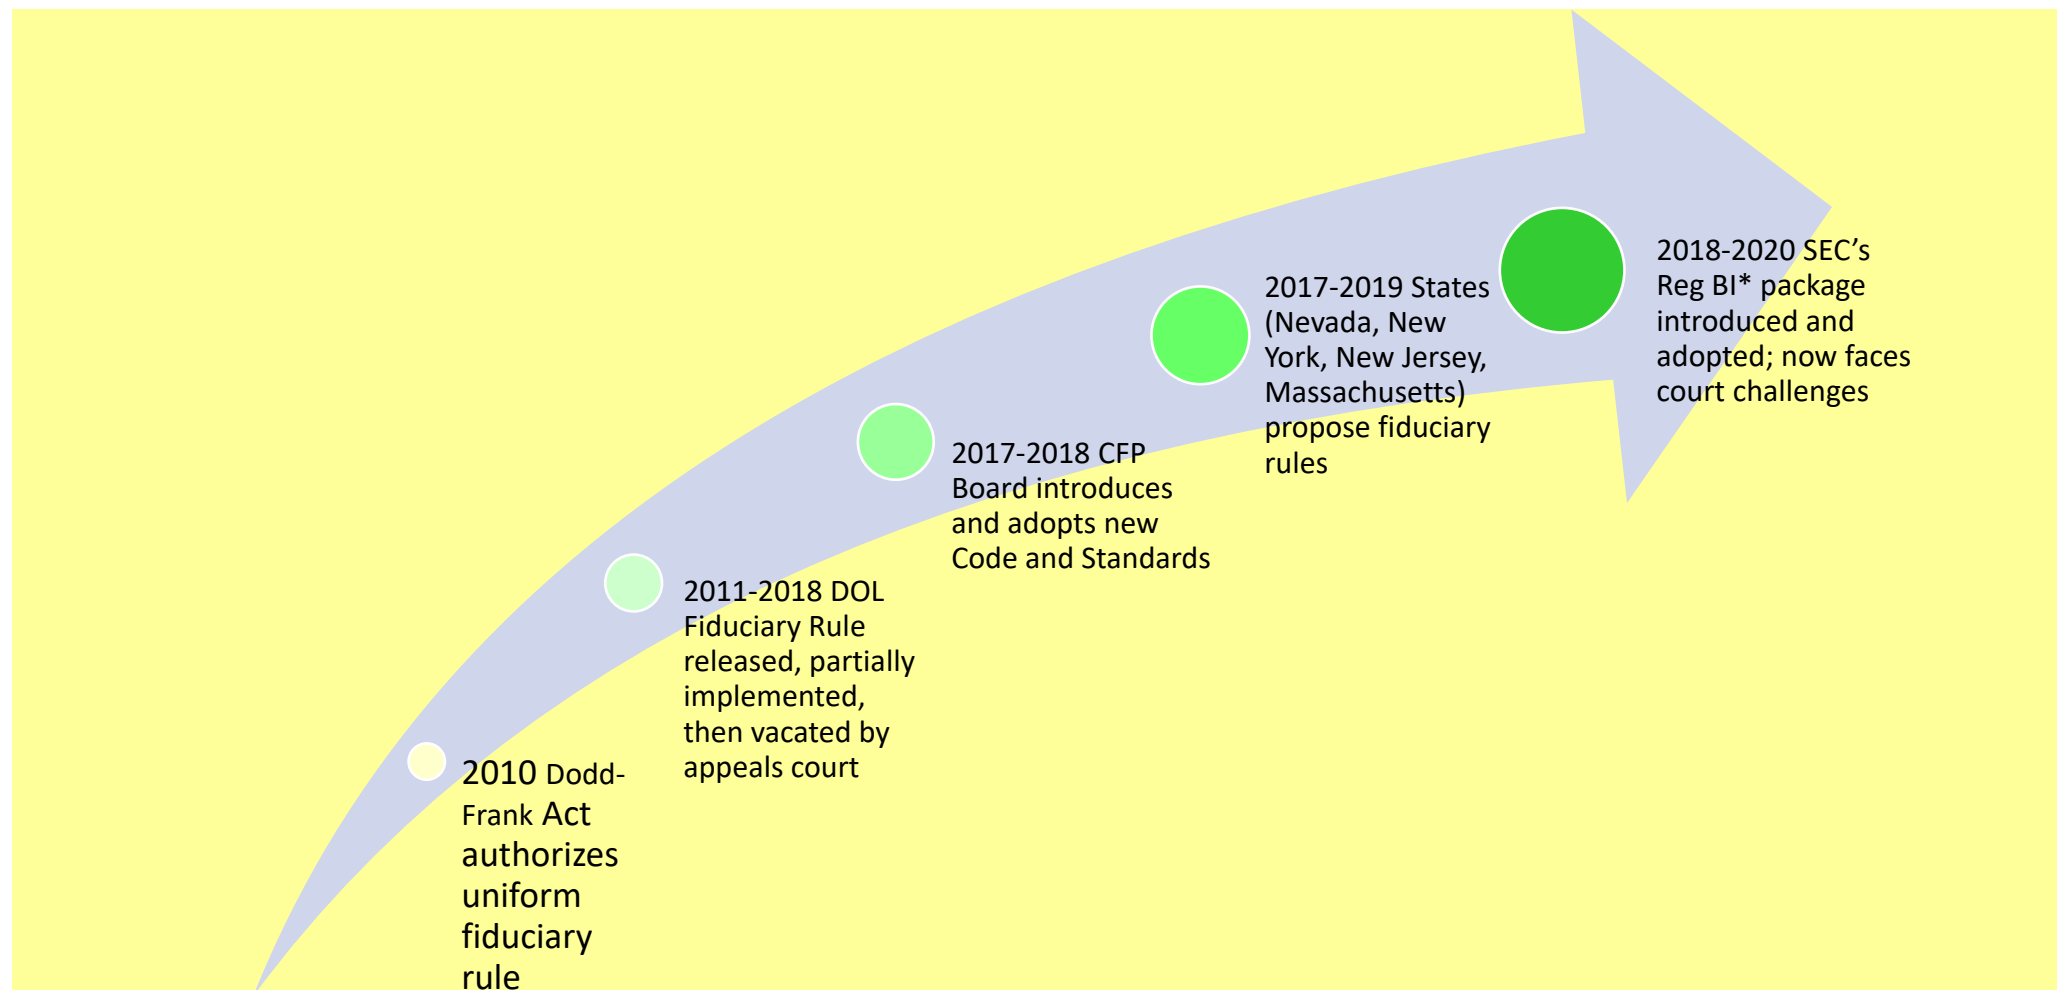 2010 Dodd-
Frank Act
authorizes
uniform
fiduciary
rule
2011-2018 DOL
Fiduciary Rule
released, partially
implemented,
then vacated by
appeals court
2017-2018 CFP
Board introduces
and adopts new
Code and Standards
2017-2019 States
(Nevada, New
York, New Jersey,
Massachusetts)
propose fiduciary
rules
2018-2020 SEC’s
Reg BI* package
introduced and
adopted; now faces
court challenges